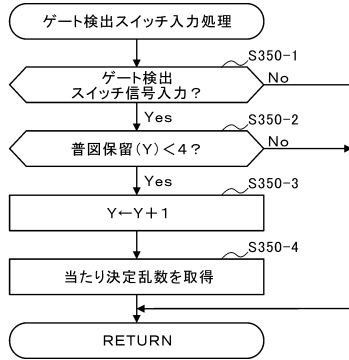 ゲート検出スイッチ入力処理
S350-1
ゲート検出
スイッチ信号入力？
No
Yes
S350-2
普図保留(Y)<4？
No
Yes
S350-3
Y←Y+1
S350-4
当たり決定乱数を取得
RETURN